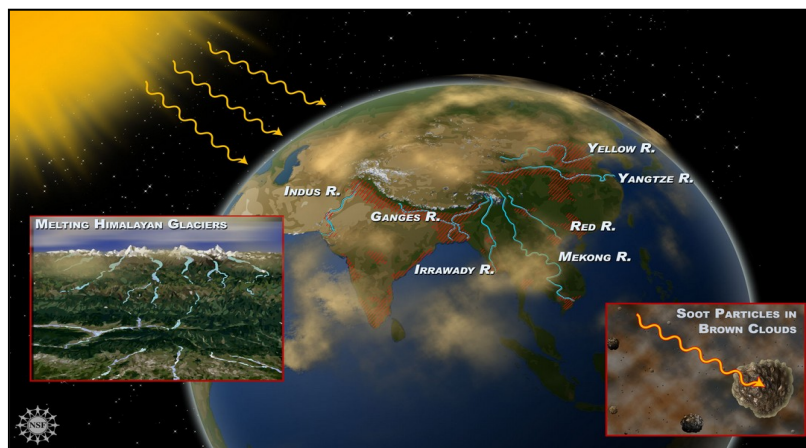 Yellow R.
Yangtze R.
Indus R.
Ganges R.
Red R.
Mekong R.
Irrawady R.
Melting Himalayan Glaciers
Soot Particles in
Brown Clouds
NSF